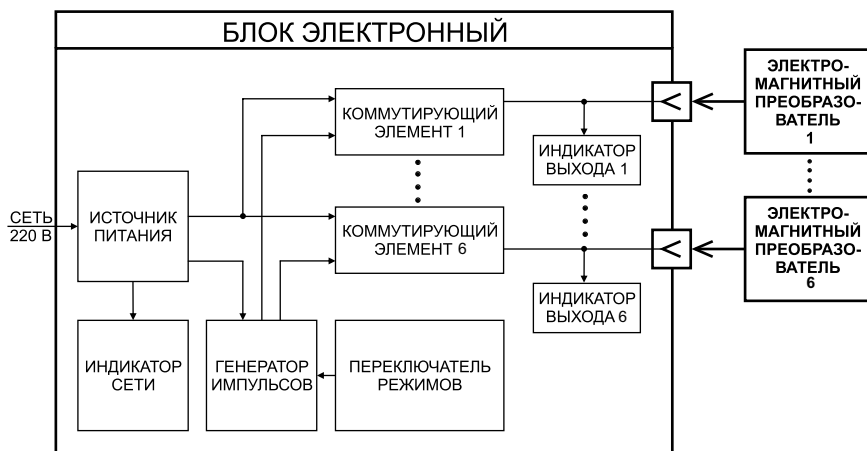 БЛОК ЭЛЕКТРОННЫЙ
СЕТЬ
220 В
ИСТОЧНИК
ПИТАНИЯ
ИНДИКАТОР
СЕТИ
ГЕНЕРАТОР
ИМПУЛЬСОВ
ПЕРЕКЛЮЧАТЕЛЬ
РЕЖИМОВ
КОММУТИРУЮЩИЙ
ЭЛЕМЕНТ 1
КОММУТИРУЮЩИЙ
ЭЛЕМЕНТ 6
ИНДИКАТОР
ВЫХОДА 1
ИНДИКАТОР
ВЫХОДА 6
ЭЛЕКТРО-
МАГНИТНЫЙ
ПРЕОБРАЗО-
ВАТЕЛЬ
1
ЭЛЕКТРО-
МАГНИТНЫЙ
ПРЕОБРАЗО-
ВАТЕЛЬ
6